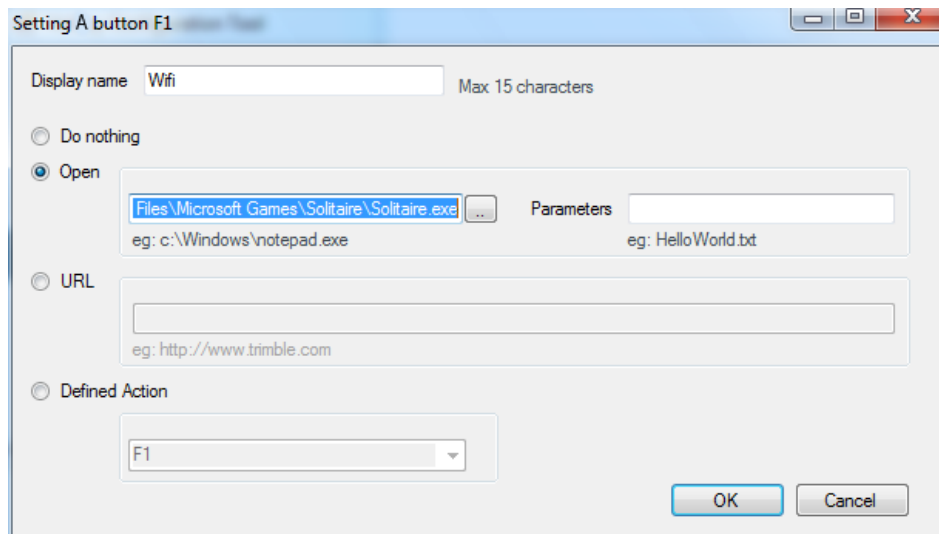 Setting A button F1
Display name Wifi Max 15 characters
Do nothing
Open
Files\Microsoft Games\Solitaire\Solitaire.exe .. Parameters
eg: c:\Windows\notepad.exe eg: HelloWorld.txt
URL
eg: http://www.trimble.com
Defined Action
F1
OK Cancel